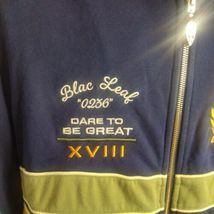 Blac Leaf
"0236"
DARE TO
BE GREAT
XVIII